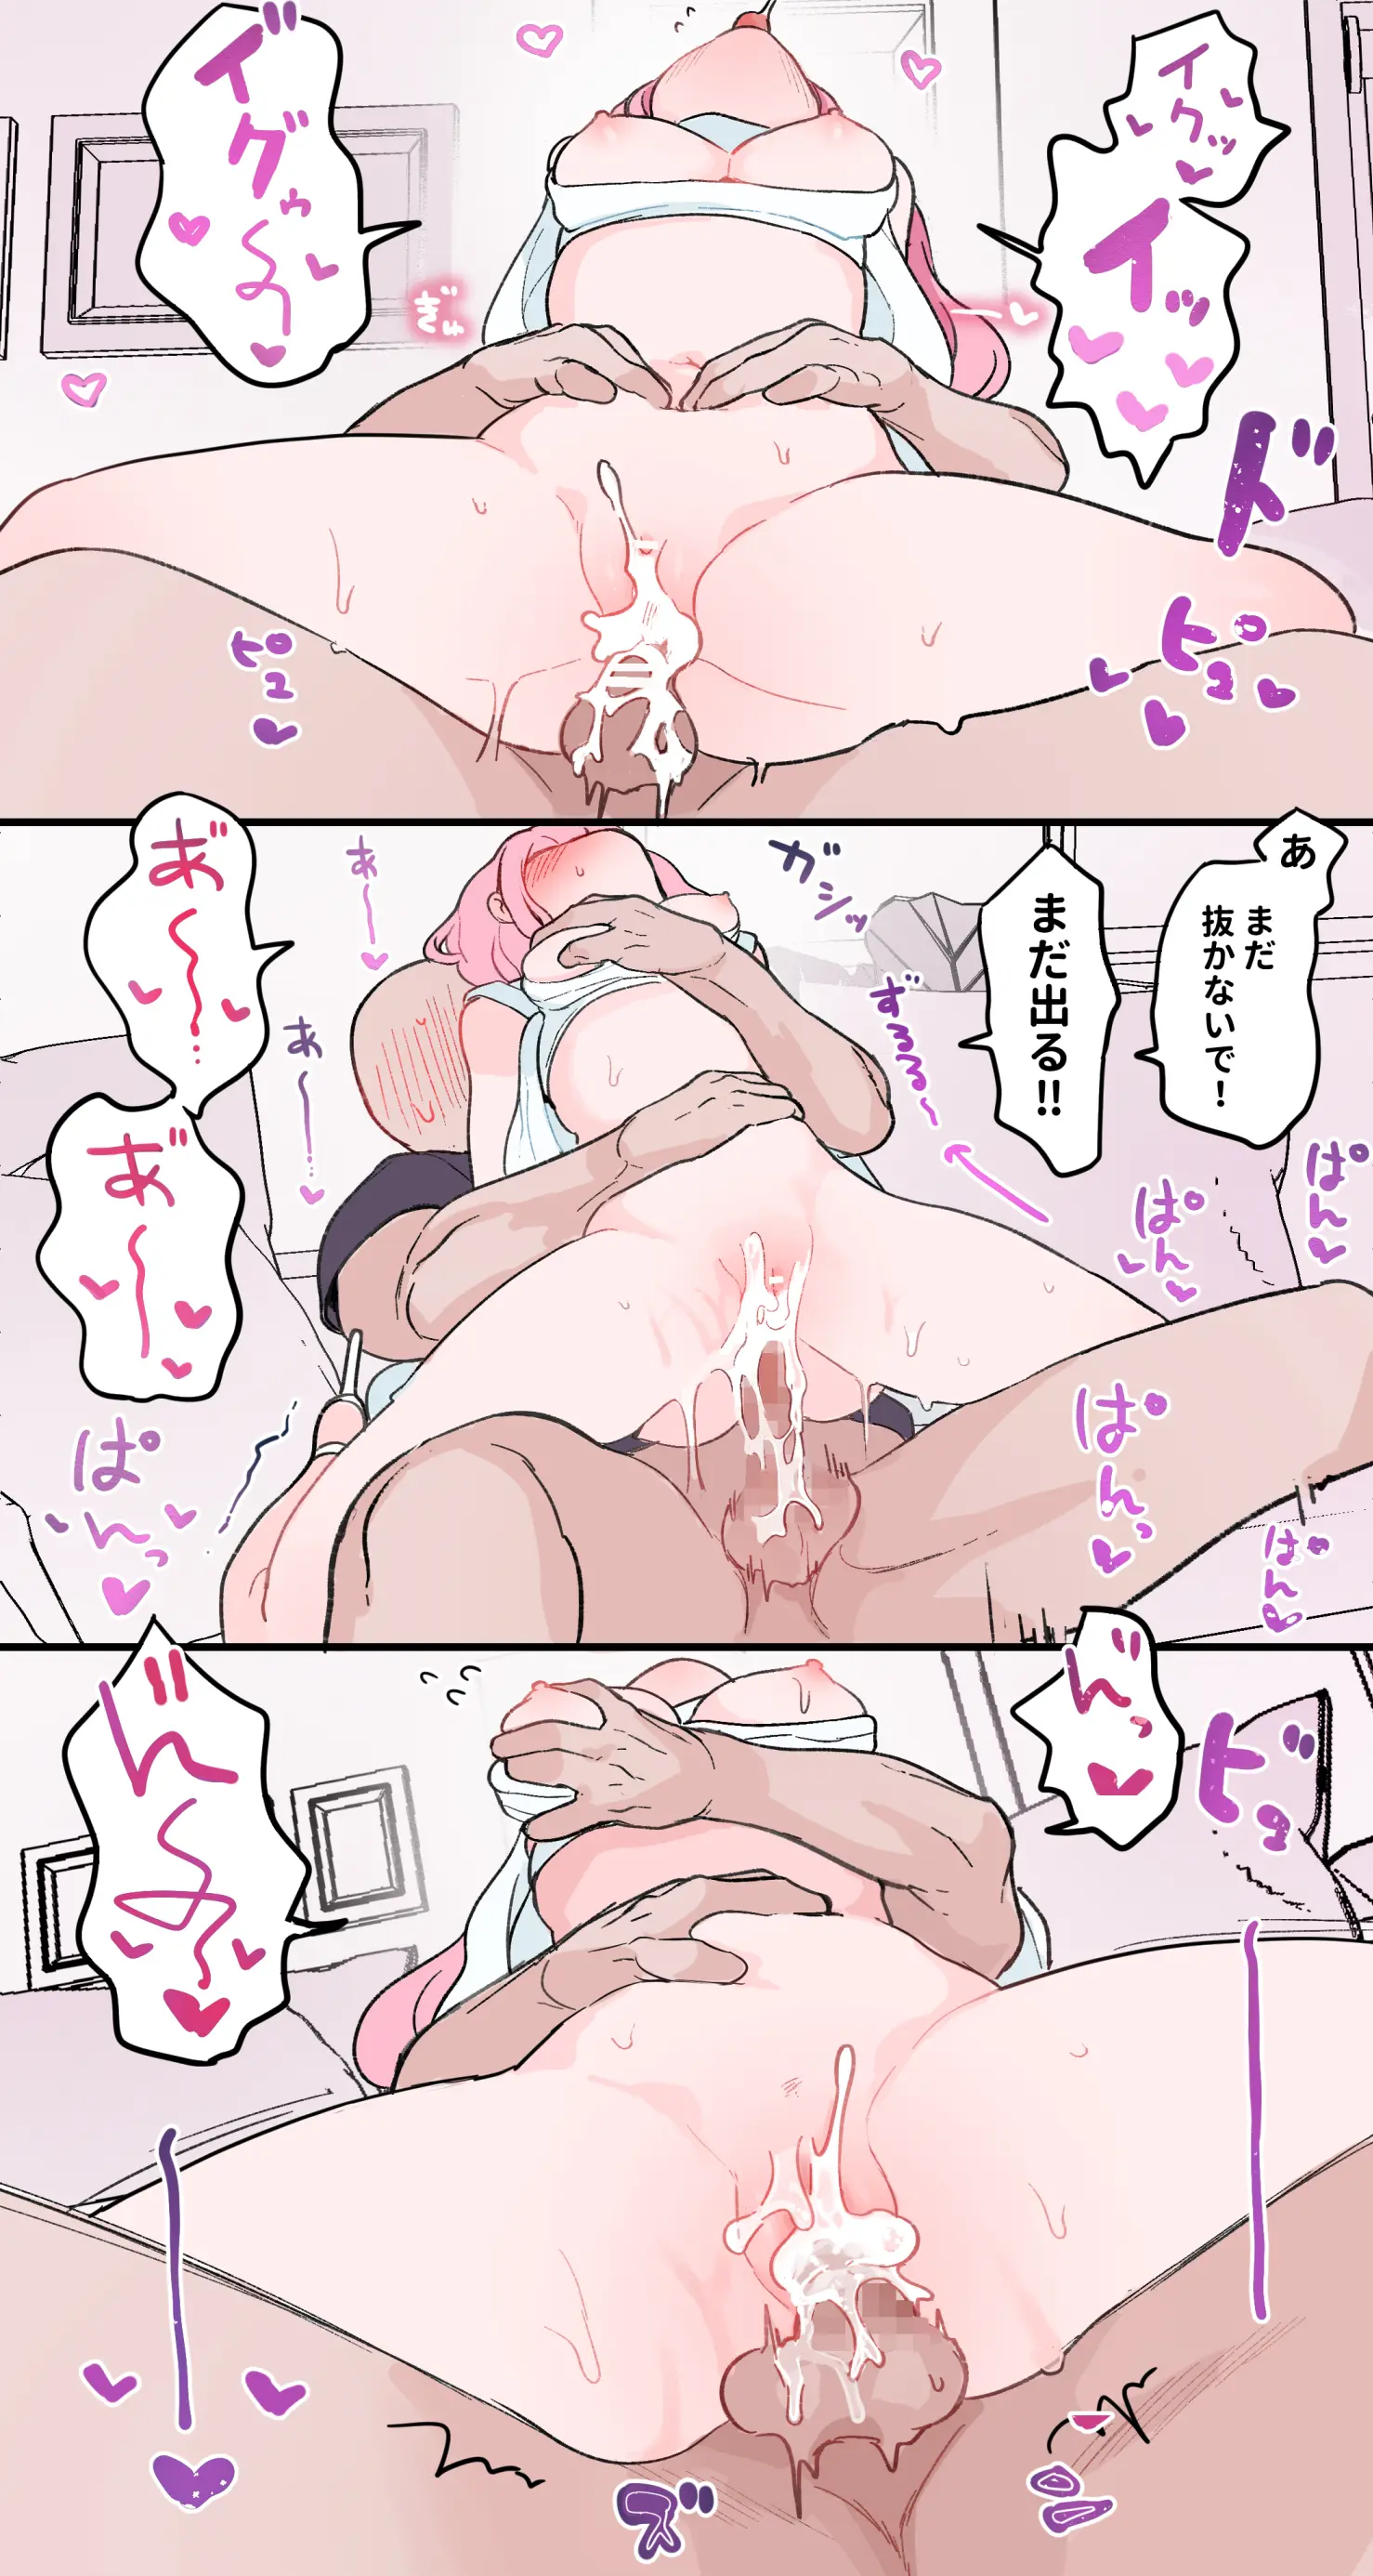 イクッ
イッ
イグゥ〜〜
ぎゅ
ー
ド
ピュ
ピュ
あ
まだ
抜かないで！
まだ出る!!
ガシッ
ずるる〜
あ〜
あ゛〜…
あ〜…
あ゛〜
ぱん
ぱん
ぱんっ
ぱん
ぱんっ
ん゛っ
ビュ
ん゛〜〜
ズ
ン